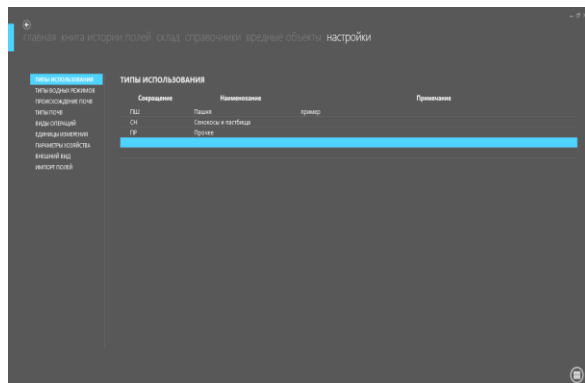 главная книга истории полей склад справочники вредные объекты настройки
ТИПЫ ИСПОЛЬЗОВАНИЯ
ТИПЫ ВОДНЫХ РЕЖИМОВ
ПРОИСХОЖДЕНИЕ ПОЧВ
ТИПЫ ПОЧВ
ВИДЫ ОПЕРАЦИЙ
ЕДИНИЦЫ ИЗМЕРЕНИЯ
ПАРАМЕТРЫ ХОЗЯЙСТВА
ВНЕШНИЙ ВИД
ИМПОРТ ПОЛЕЙ
ТИПЫ ИСПОЛЬЗОВАНИЯ
Сокращение Наименование Примечание
ПШ Пашня пример
СН Сенокосы и пастбища
ПР Прочее